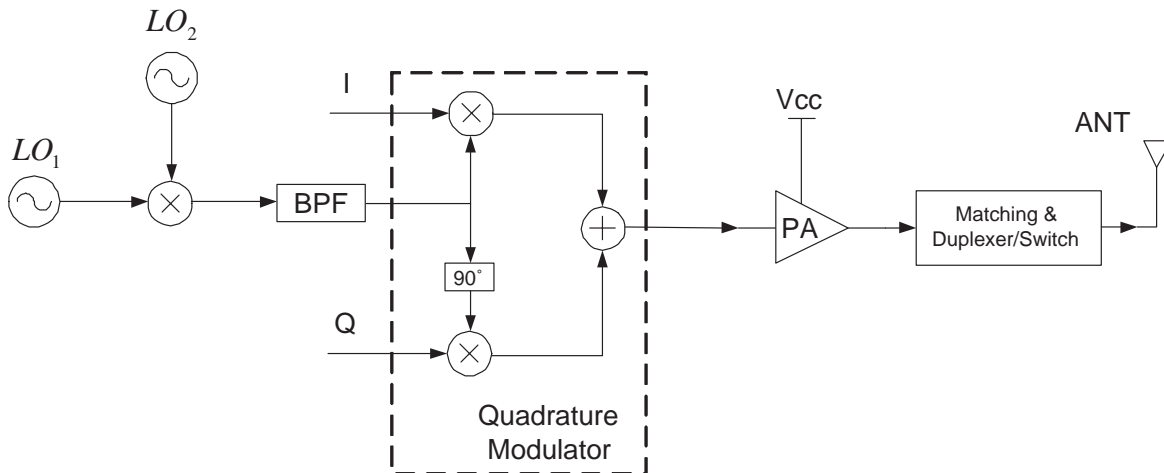 LO2
LO1
I
BPF
90°
Q
Quadrature
Modulator
Vcc
PA
Matching &
Duplexer/Switch
ANT